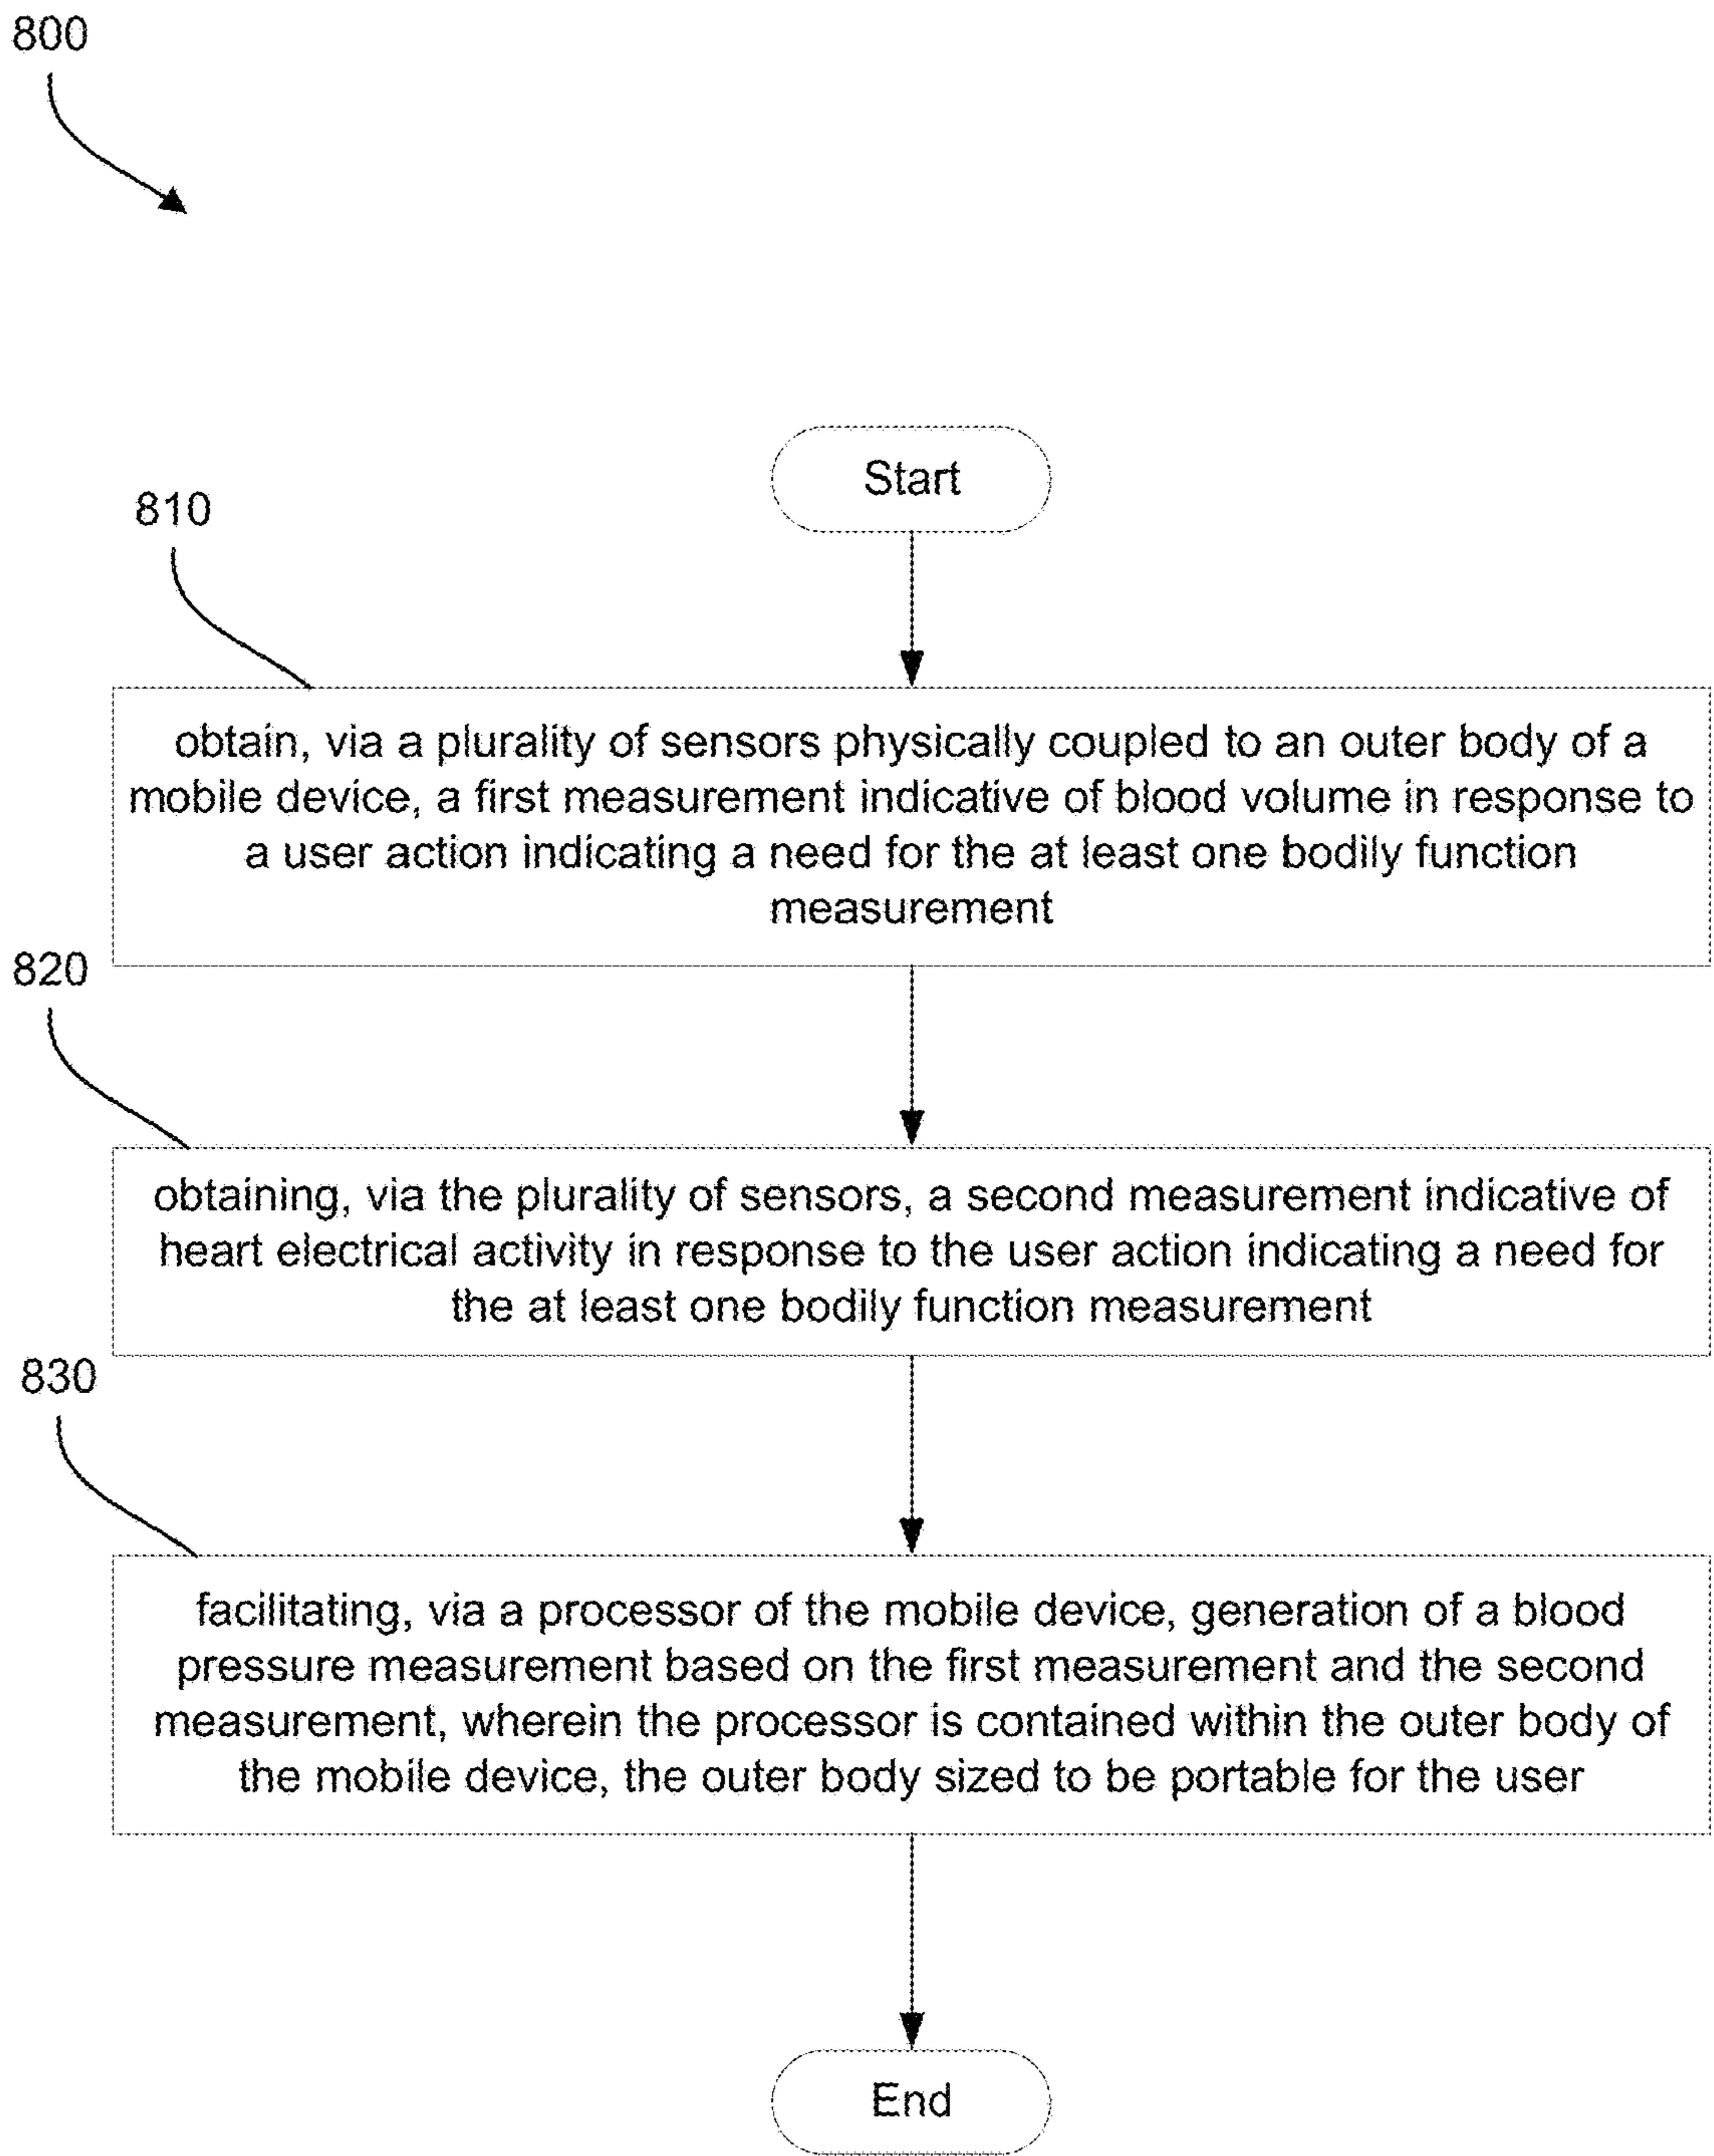 800
Start
810
obtain, via a plurality of sensors physically coupled to an outer body of a
mobile device, a first measurement indicative of blood volume in response to
a user action indicating a need for the at least one bodily function
measurement
820
obtaining, via the plurality of sensors, a second measurement indicative of
heart electrical activity in response to the user action indicating a need for
the at least one bodily function measurement
830
facilitating, via a processor of the mobile device, generation of a blood
pressure measurement based on the first measurement and the second
measurement, wherein the processor is contained within the outer body of
the mobile device, the outer body sized to be portable for the user
End